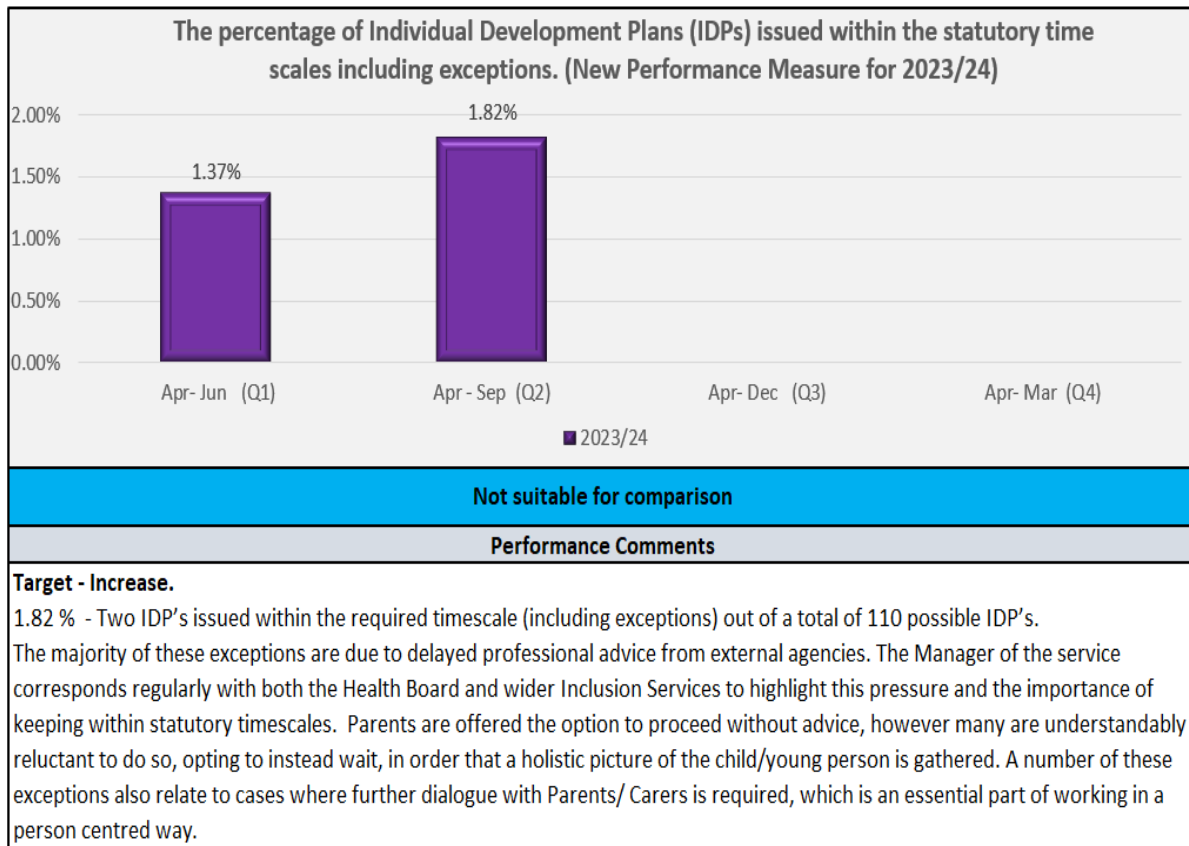 The percentage of Individual Development Plans (IDPs) issued within the statutory time
scales including exceptions. (New Performance Measure for 2023/24)
2.00%
1.82%
1.50%
1.37%
1.00%
0.50%
0.00%
Apr- Jun (Q1)
Apr - Sep (Q2)
Apr- Dec (Q3)
Apr- Mar (Q4)
2023/24
Not suitable for comparison
Performance Comments
Target - Increase.
1.82 % - Two IDP’s issued within the required timescale (including exceptions) out of a total of 110 possible IDP’s.
The majority of these exceptions are due to delayed professional advice from external agencies. The Manager of the service
corresponds regularly with both the Health Board and wider Inclusion Services to highlight this pressure and the importance of
keeping within statutory timescales. Parents are offered the option to proceed without advice, however many are understandably
reluctant to do so, opting to instead wait, in order that a holistic picture of the child/young person is gathered. A number of these
exceptions also relate to cases where further dialogue with Parents/ Carers is required, which is an essential part of working in a
person centred way.